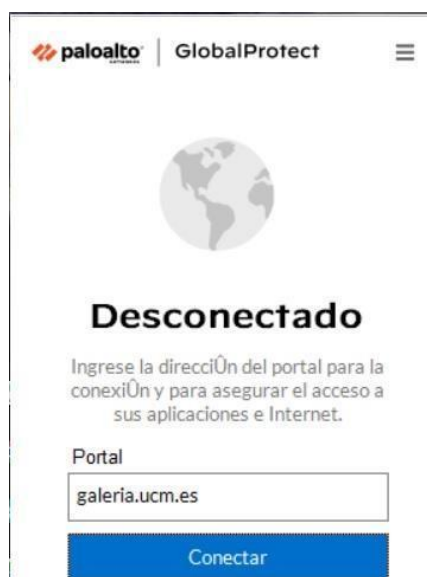 paloalto GlobalProtect
NETWORKS
Desconectado
Ingrese la direcciÛn del portal para la
conexiÛn y para asegurar el acceso a
sus aplicaciones e Internet.
Portal
galeria.ucm.es
Conectar